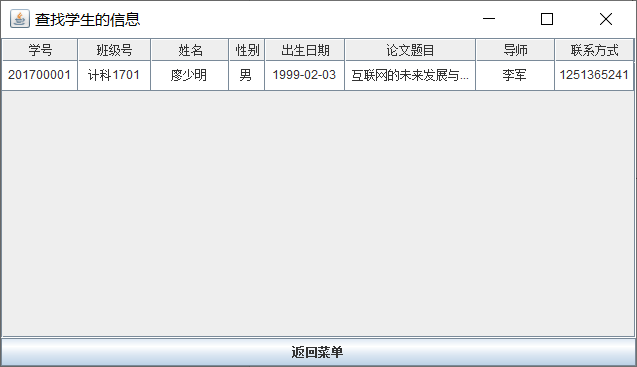 查找学生的信息
学号 班级号 姓名 性别 出生日期 论文题目 导师 联系方式
201700001 计科1701 廖少明 男 1999-02-03 互联网的未来发展与... 李军 1251365241
返回菜单